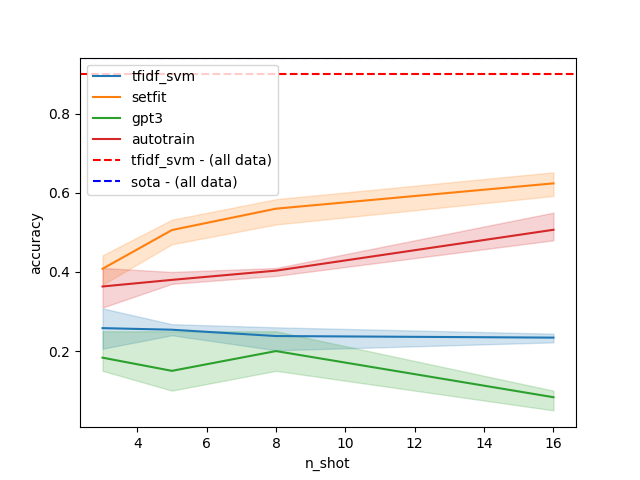 tfidf_svm
setfit
gpt3
autotrain
tfidf_svm - (all data)
sota - (all data)
0.8
0.6
0.4
0.2
accuracy
4 6 8 10 12 14 16
n_shot